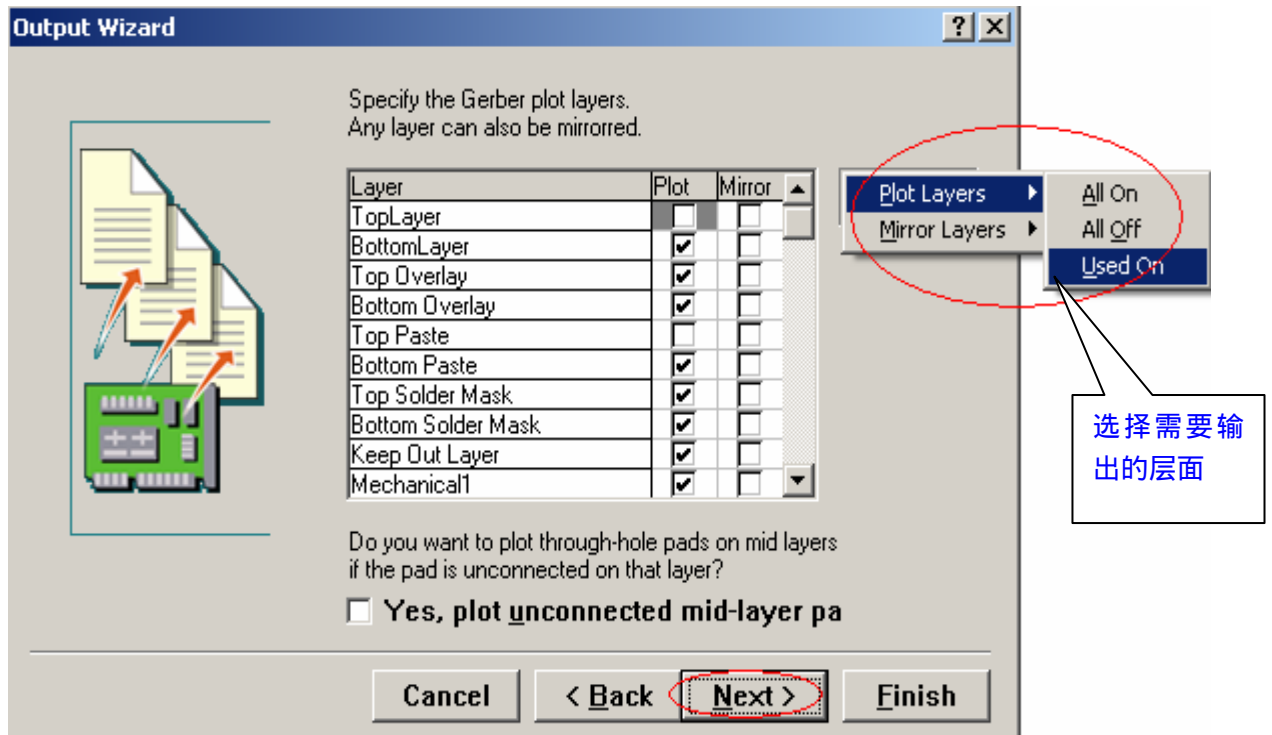 Output Wizard
Specify the Gerber plot layers.
Any layer can also be mirrorred.
Layer Plot Mirror
TopLayer
BottomLayer
Top Overlay
Bottom Overlay
Top Paste
Bottom Paste
Top Solder Mask
Bottom Solder Mask
Keep Out Layer
Mechanical1
Plot Layers
Mirror Layers
All On
All Off
Used On
选择需要输
出的层面
Do you want to plot through-hole pads on mid layers
if the pad is unconnected on that layer?
Yes, plot unconnected mid-layer pa
Cancel
< Back
Next >
Finish